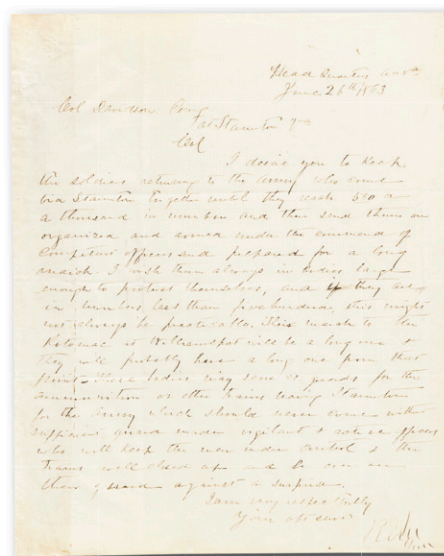 Head Quarters
June 26th 1863
Col Davidson Comg
at Staunton
Col
I desire you to keep
the soldiers returning to the Army who come
via Staunton together until they reach 500 or
a thousand in number and then send them on
organized and armed under the command of
Competent officers and prepared for a long
march. I wish them always in bodies large
enough to protect themselves, and if they are
in numbers less than five hundred, this might
not always be practicable. Their march to the
Potomac at Williamsport will be a long one &
they will probably have a long one from that
point. These bodies may serve as guards for the
ammunition or other trains leaving Staunton
for the Army which should never come without
sufficient guard under vigilant & active officers
who will keep the men under control & the
trains well closed up and be ever on
their guard against a surprise.
I am very respectfully
Your obt servt
R E Lee